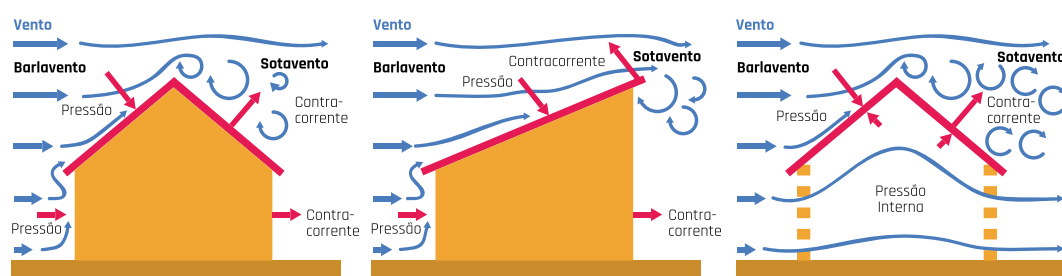 Vento
Barlavento
Sotavento
Pressão
Contra-
corrente
Pressão
Contra-
corrente
Vento
Barlavento
Contracorrente
Sotavento
Pressão
Pressão
Contra-
corrente
Vento
Barlavento
Sotavento
Pressão
Contra-
corrente
Pressão
Interna